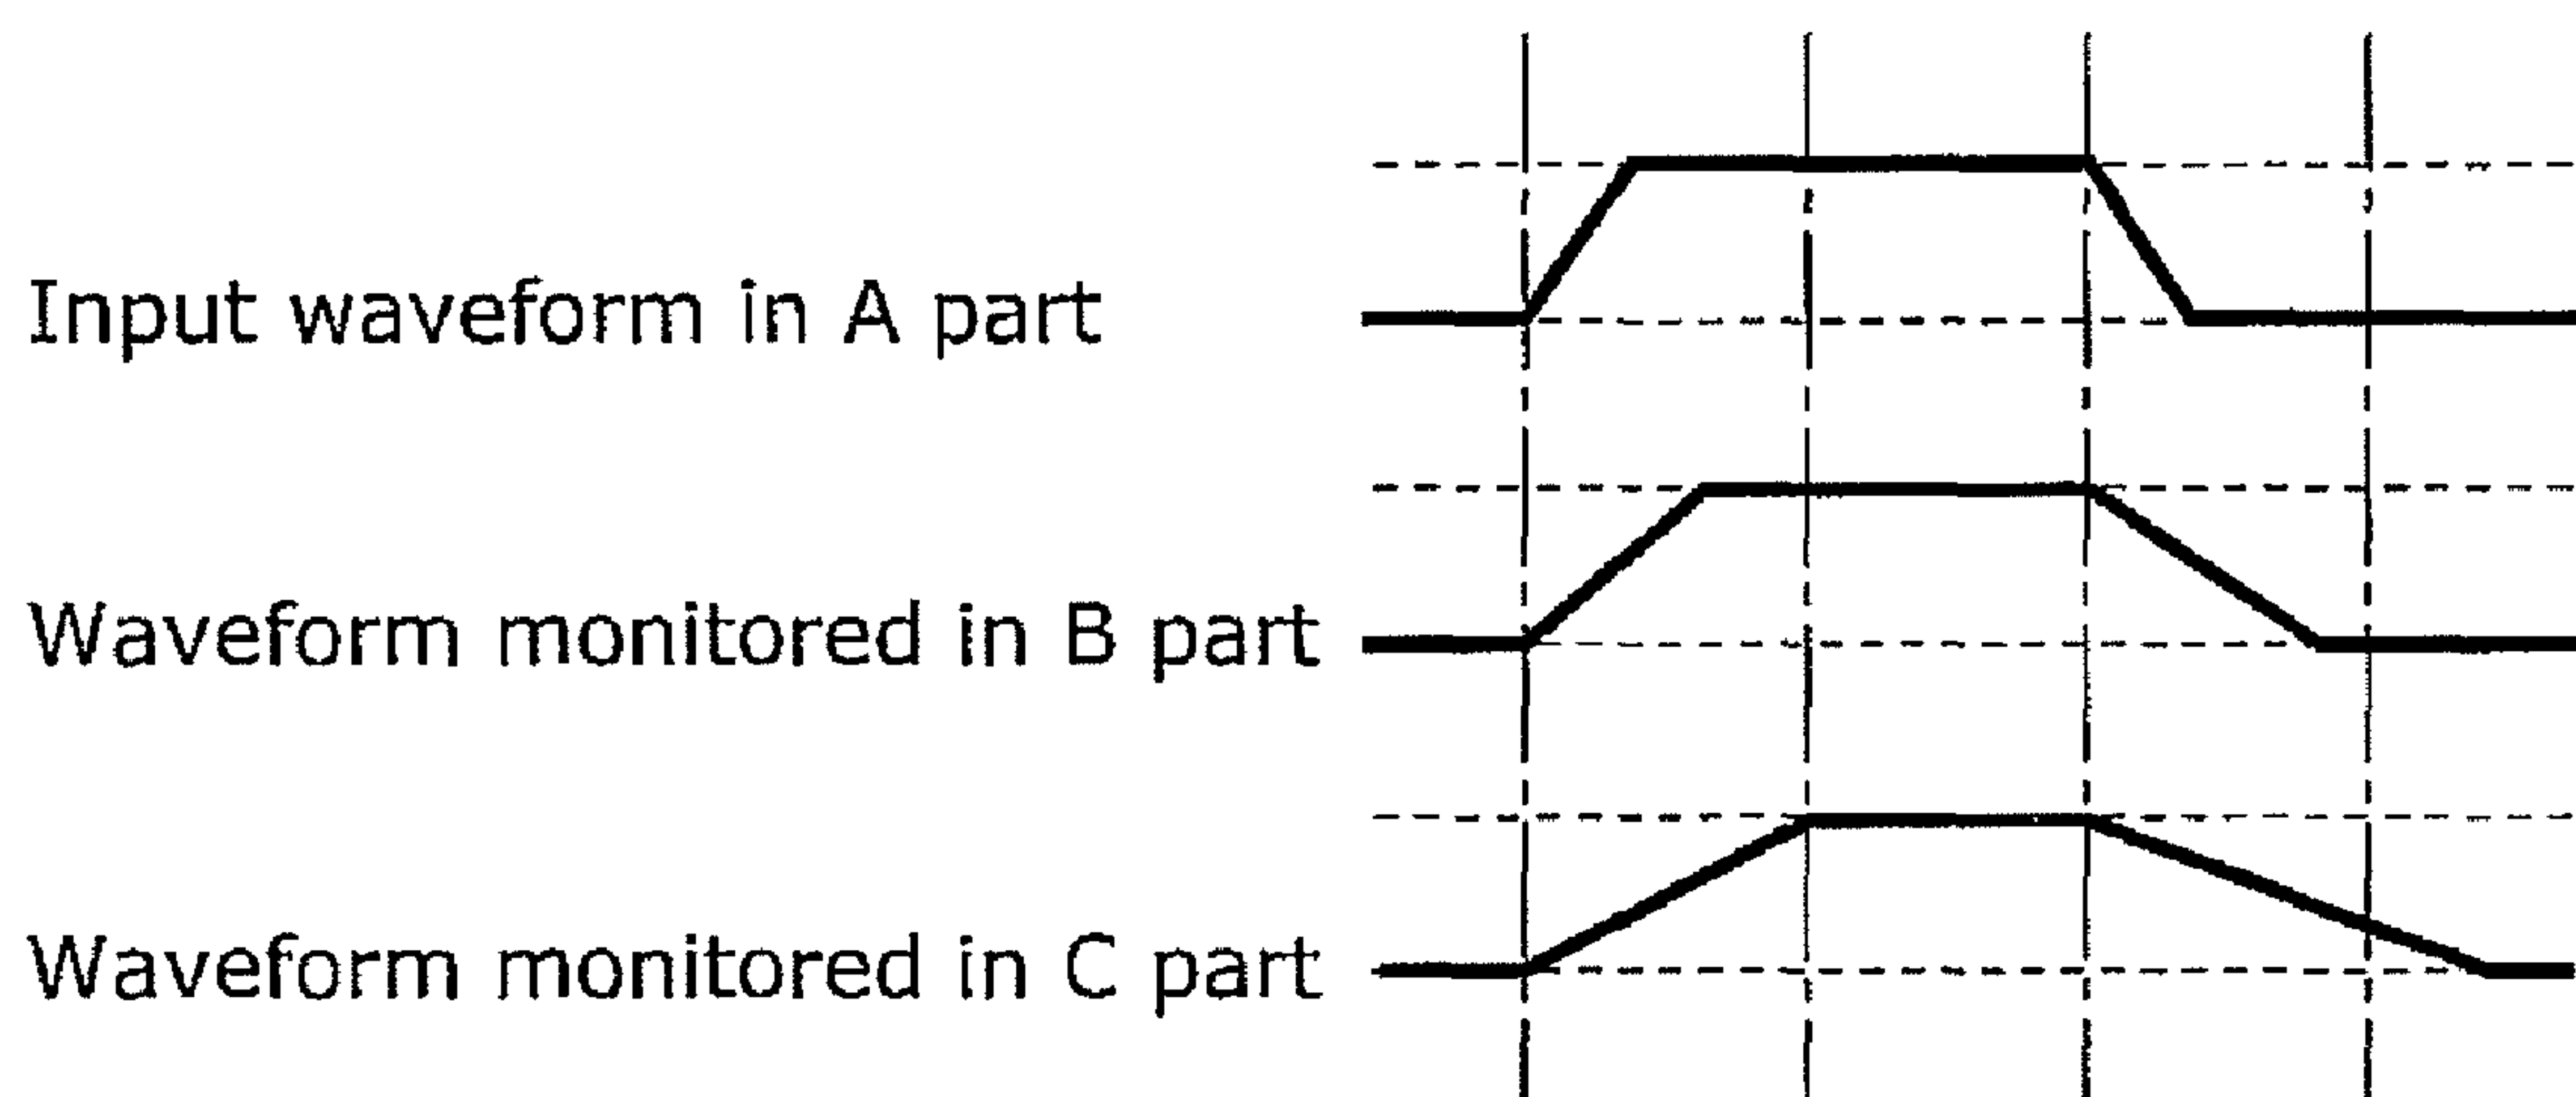 Input waveform in A part
Waveform monitored in B part
Waveform monitored in C part